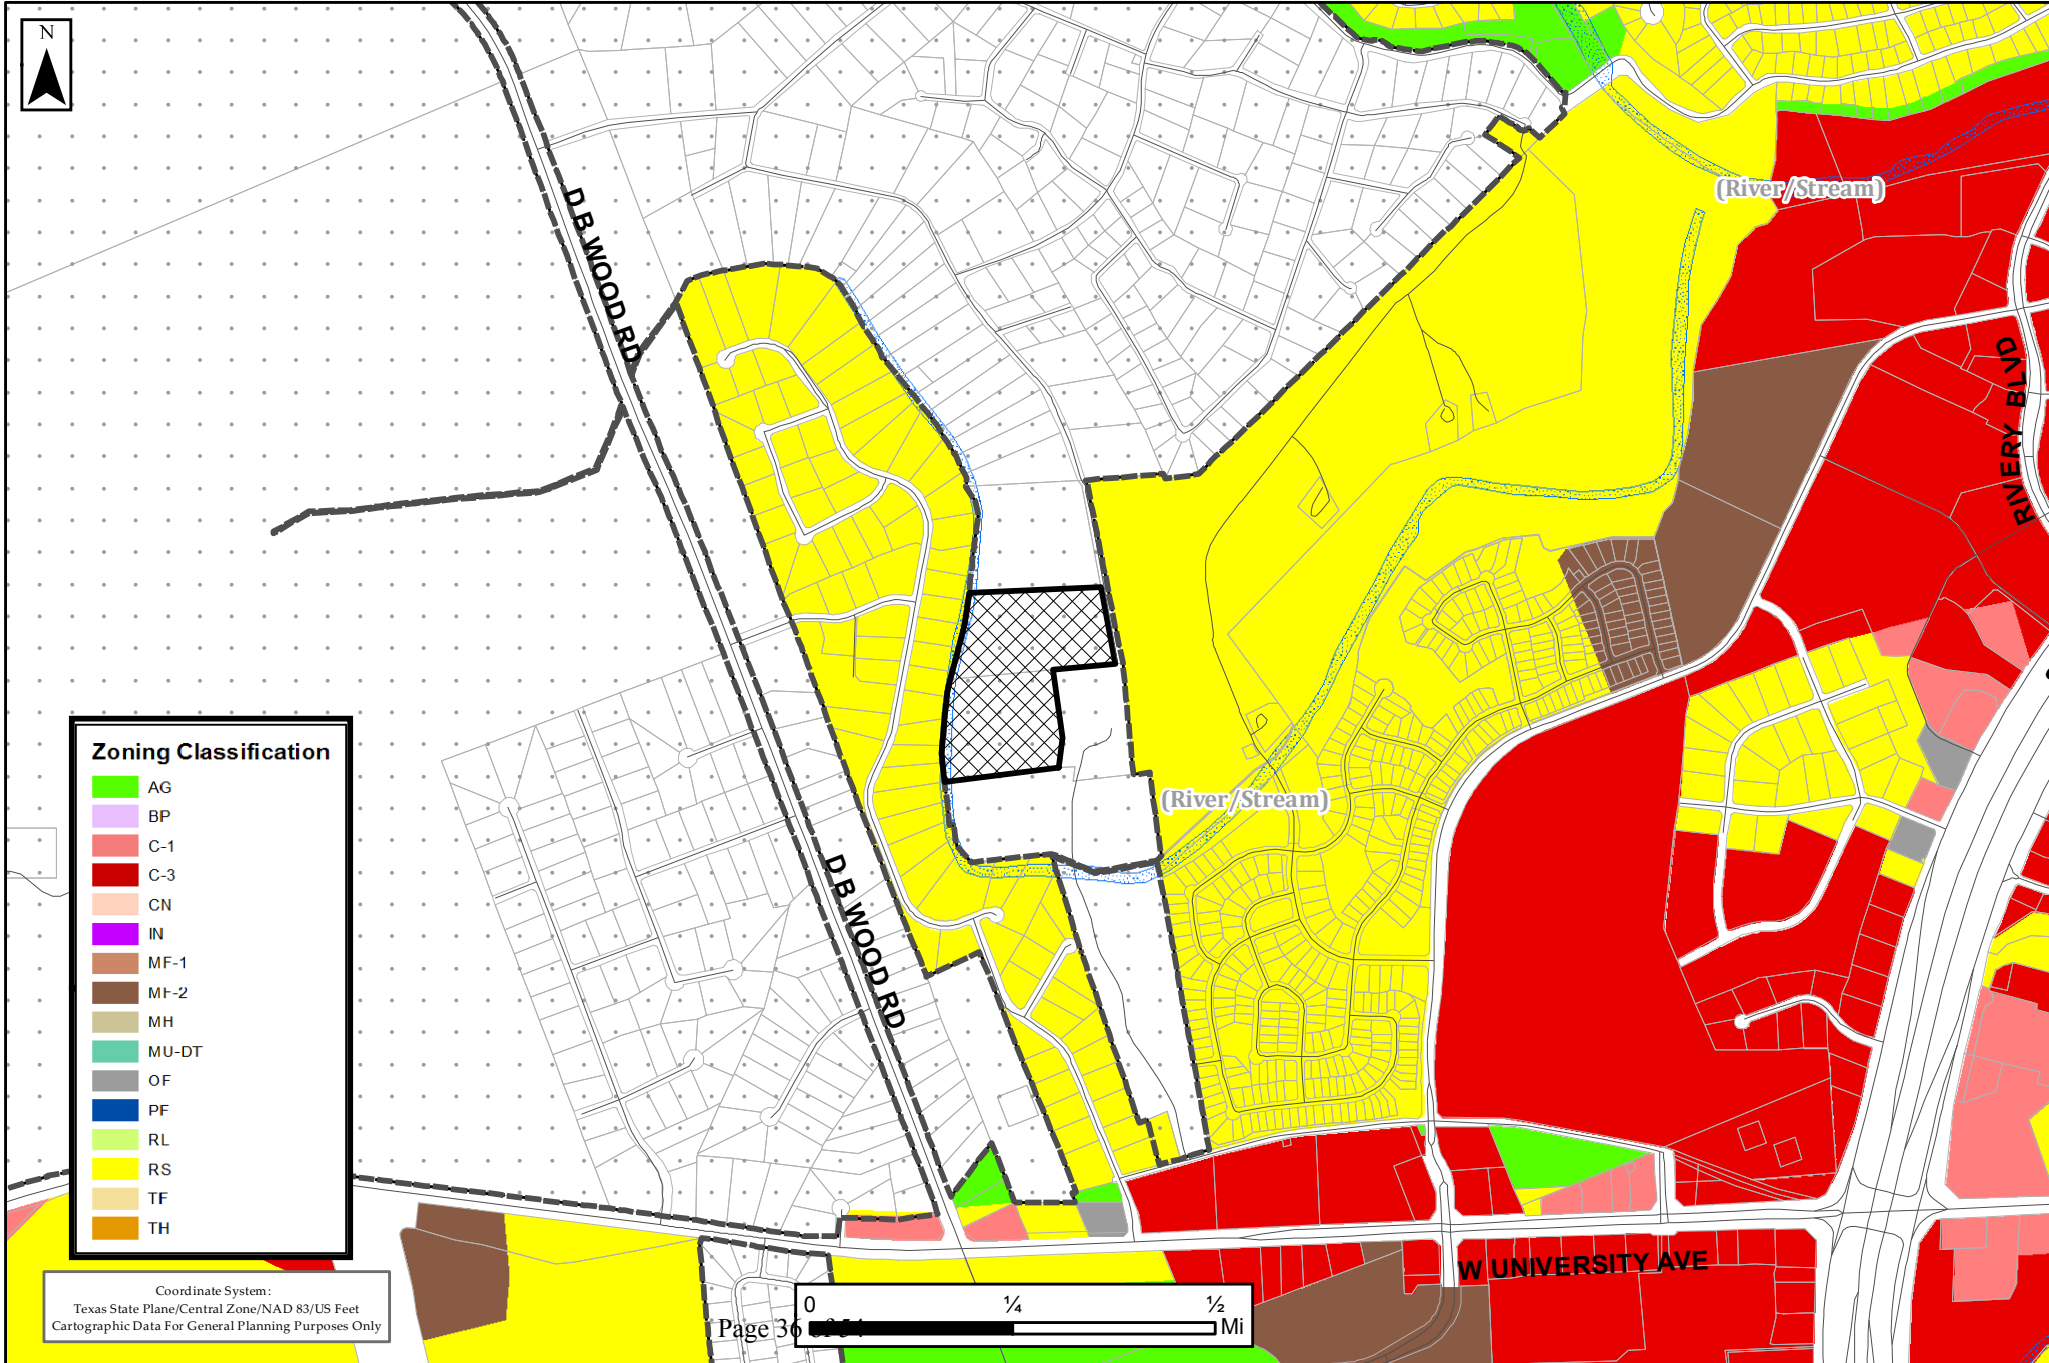 N
D B WOOD RD
(River/Stream)
RIVERY BLVD
(River/Stream)
D B WOOD RD
Zoning Classification
AG
BP
C-1
C-3
CN
IN
MF-1
MF-2
MH
MU-DT
OF
PF
RL
RS
TF
TH
W UNIVERSITY AVE
Coordinate System:
Texas State Plane/Central Zone/NAD 83/US Feet
Cartographic Data For General Planning Purposes Only
0 ¼ ½
Mi
Page 36 of 54